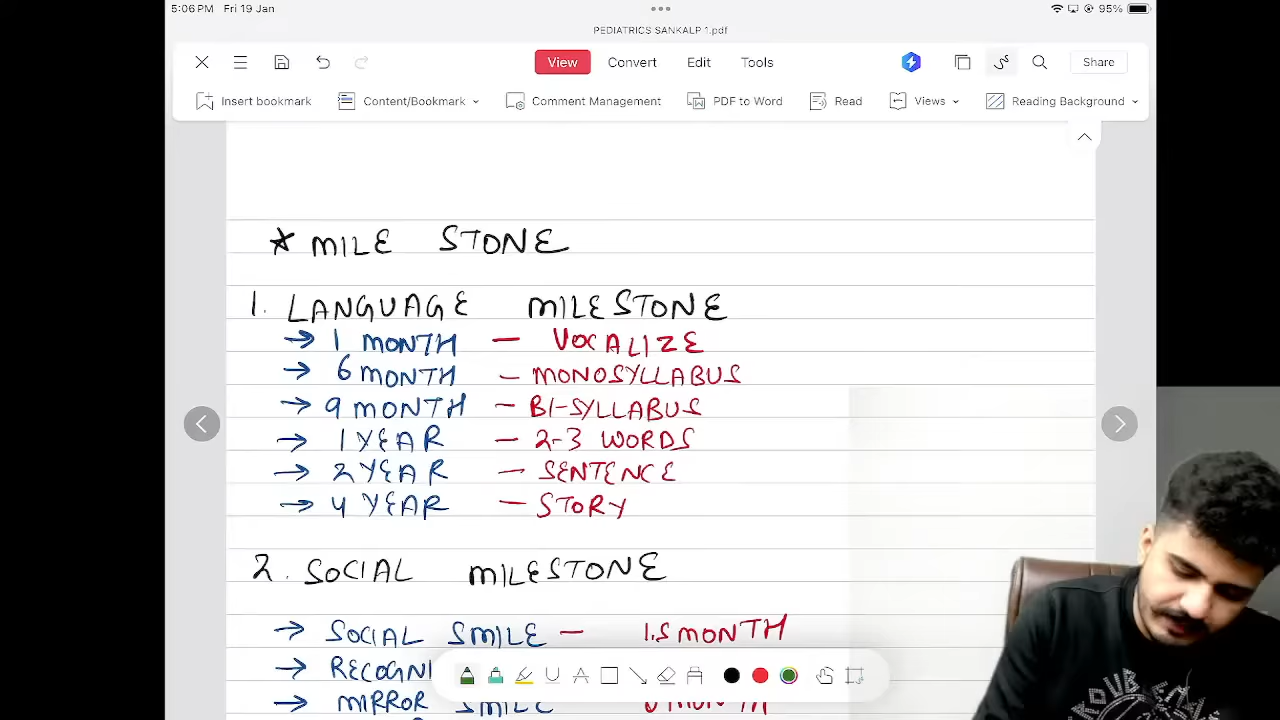 5:06 PM Fri 19 Jan
95%
PEDIATRICS SANKALP 1.pdf
View Convert Edit Tools Share
Insert bookmark Content/Bookmark Comment Management PDF to Word Read Views Reading Background
* MILE STONE
1. LANGUAGE MILESTONE
→ 1 MONTH — VOCALIZE
→ 6 MONTH — MONOSYLLABUS
→ 9 MONTH — BI-SYLLABUS
→ 1 YEAR — 2-3 WORDS
→ 2 YEAR — SENTENCE
→ 4 YEAR — STORY
2. SOCIAL MILESTONE
→ SOCIAL SMILE — 1.5 MONTH
→ MIRROR SMILE